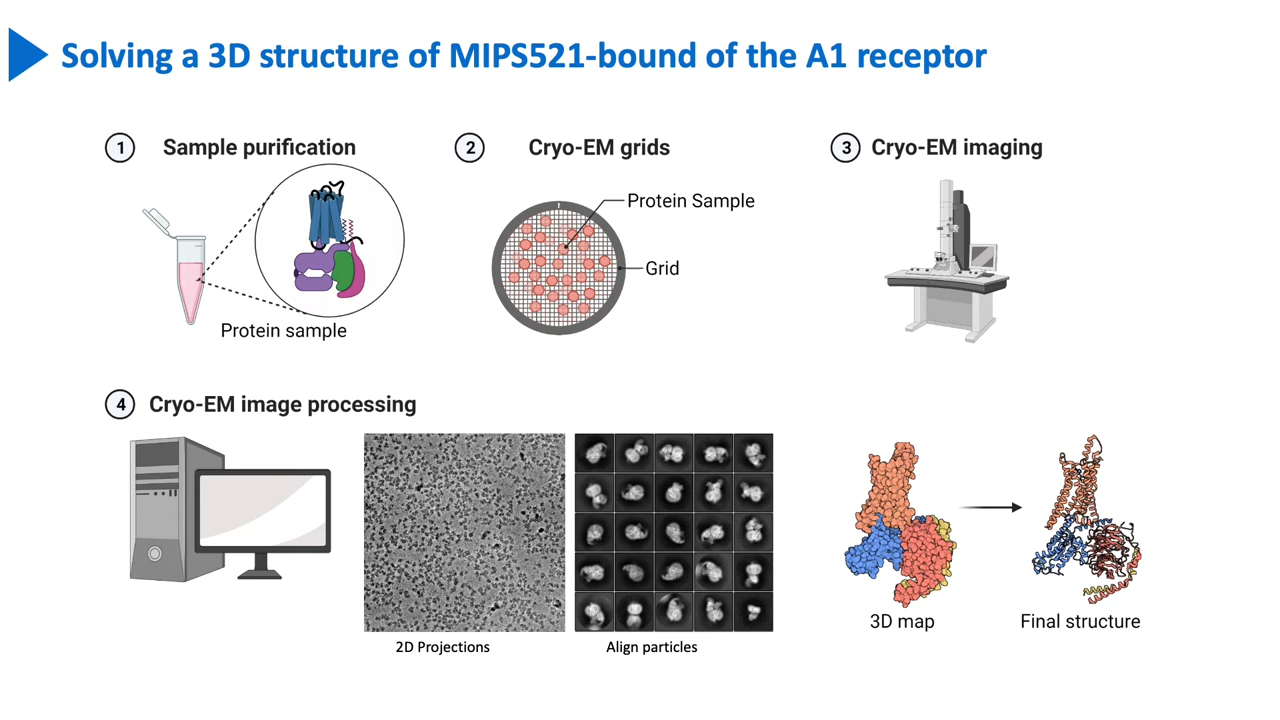 Solving a 3D structure of MIPS521-bound of the A1 receptor
1 Sample purification
Protein sample
2 Cryo-EM grids
Protein Sample
Grid
3 Cryo-EM imaging
4 Cryo-EM image processing
2D Projections
Align particles
3D map
Final structure